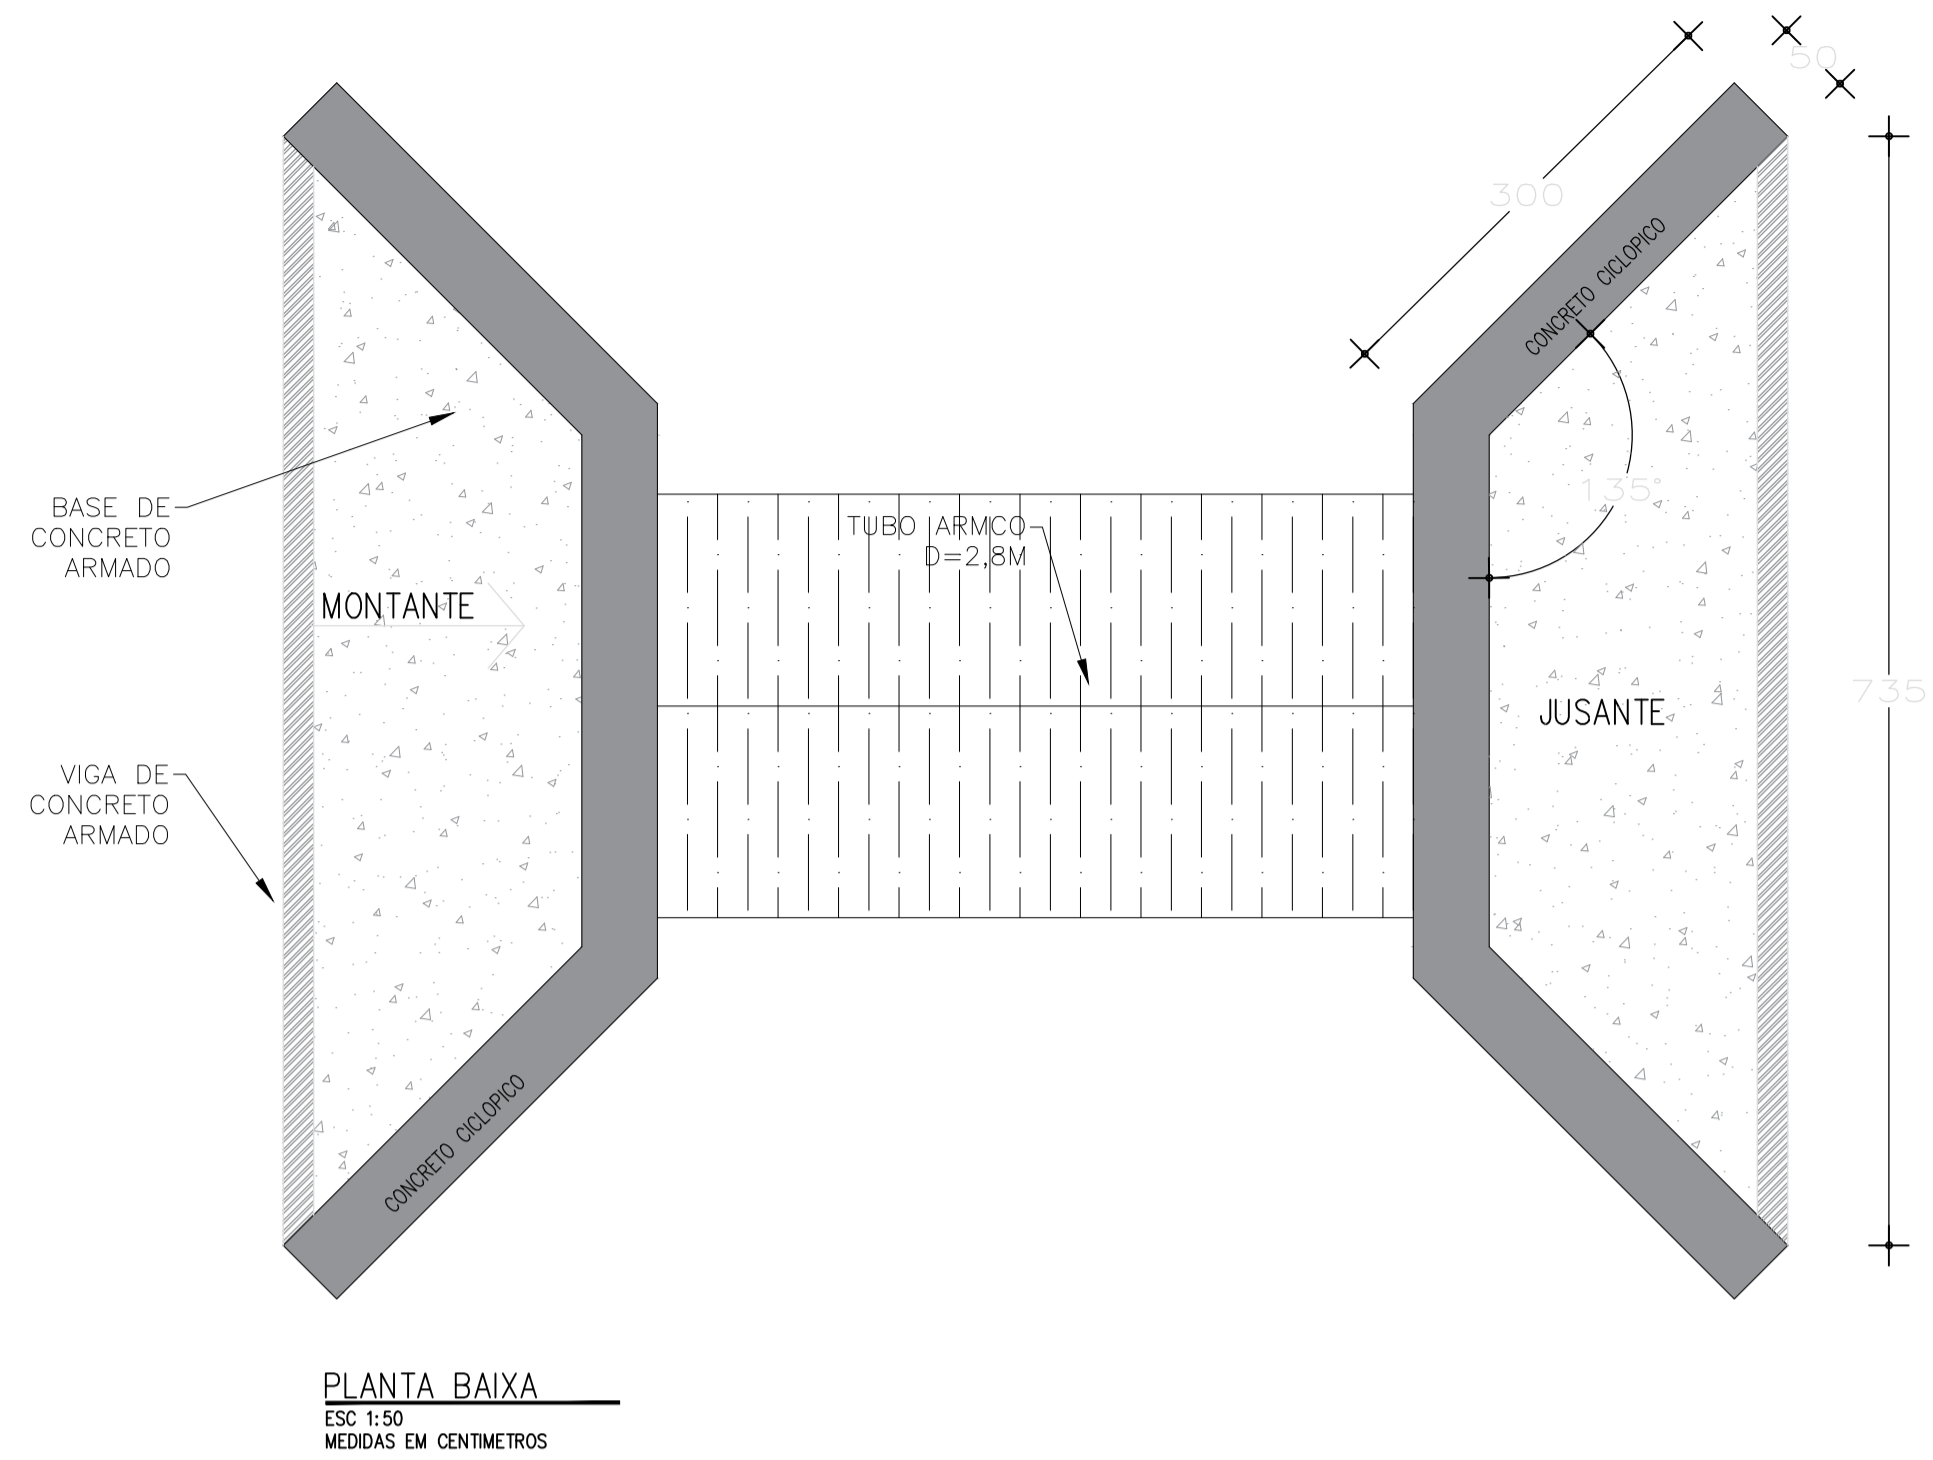 50
300
CONCRETO CICLOPICO
135°
BASE DE
CONCRETO
ARMADO
TUBO ARMCO
D=2,8M
MONTANTE
735
JUSANTE
VIGA DE
CONCRETO
ARMADO
CONCRETO CICLOPICO
PLANTA BAIXA
ESC 1:50
MEDIDAS EM CENTIMETROS